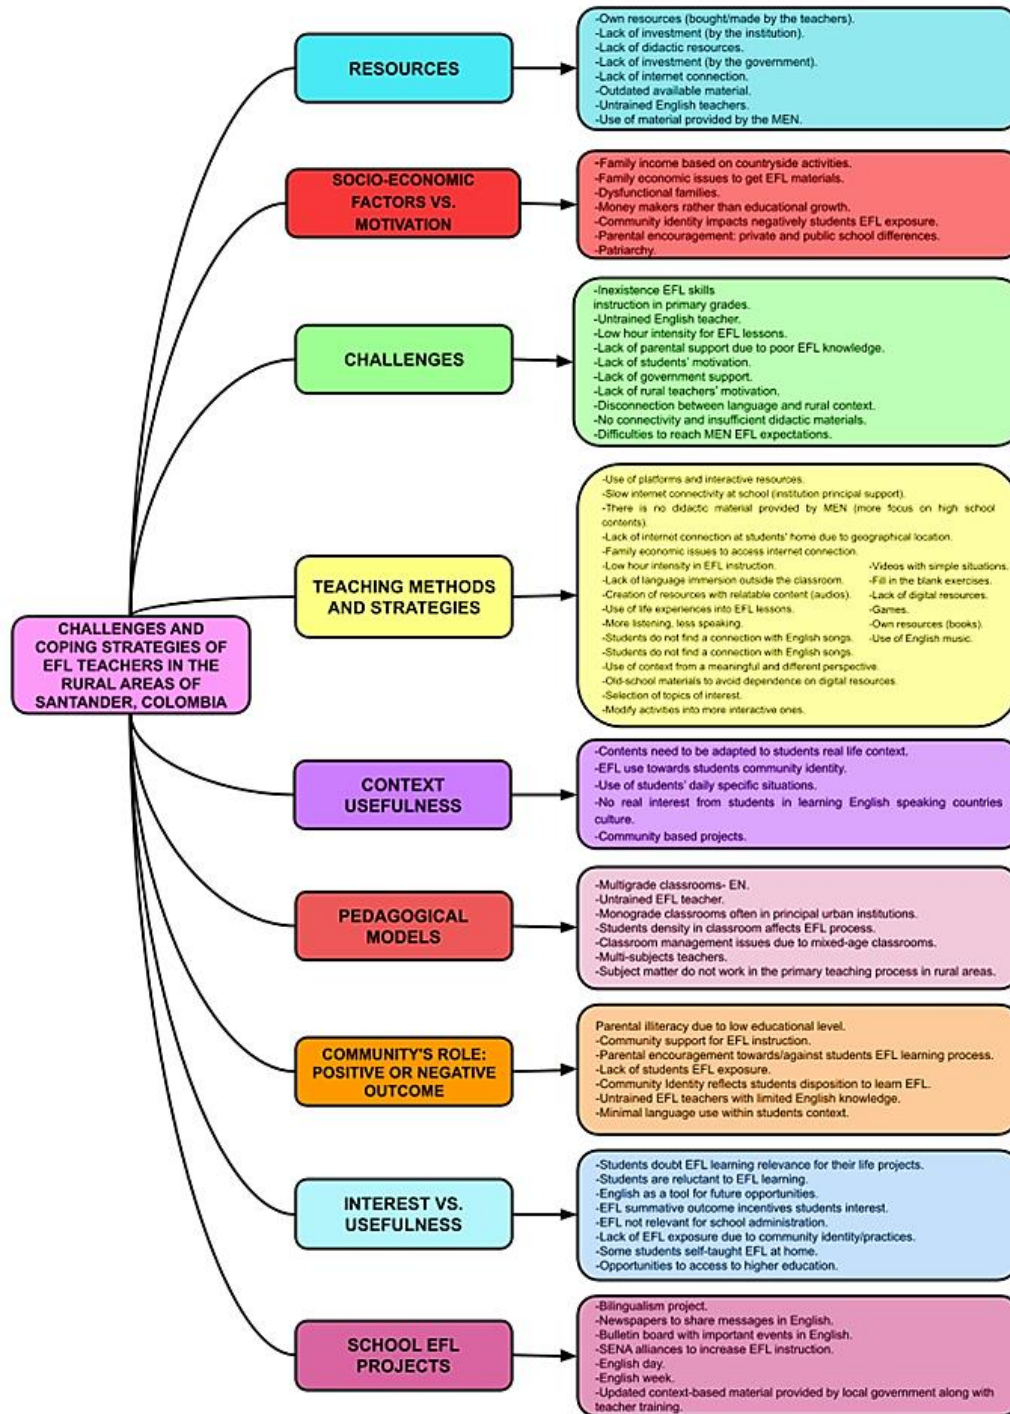 RESOURCES
-Own resources (bought/made by the teachers).
-Lack of investment (by the institution).
-Lack of didactic resources.
-Lack of investment (by the government).
-Lack of internet connection.
-Outdated available material.
-Untrained English teachers.
-Use of material provided by the MEN.
SOCIO-ECONOMIC
FACTORS VS.
MOTIVATION
-Family income based on countryside activities.
-Family economic issues to get EFL materials.
-Dysfunctional families.
-Money makers rather than educational growth.
-Community identity impacts negatively students EFL exposure.
-Parental encouragement: private and public school differences.
-Patriarchy.
CHALLENGES
-Inexistence EFL skills
instruction in primary grades.
-Untrained English teacher.
-Low hour intensity for EFL lessons.
-Lack of parental support due to poor EFL knowledge.
-Lack of students' motivation.
-Lack of government support.
-Lack of rural teachers' motivation.
-Disconnection between language and rural context.
-No connectivity and insufficient didactic materials.
-Difficulties to reach MEN EFL expectations.
TEACHING METHODS
AND STRATEGIES
-Use of platforms and interactive resources.
-Slow internet connectivity at school (institution principal support).
-There is no didactic material provided by MEN (more focus on high school
contents).
-Lack of internet connection at students' home due to geographical location.
-Family economic issues to access internet connection.
-Low hour intensity in EFL instruction.
-Lack of language immersion outside the classroom.
-Creation of resources with relatable content (audios).
-Use of life experiences into EFL lessons.
-More listening, less speaking.
-Students do not find a connection with English songs.
-Students do not find a connection with English songs.
-Use of context from a meaningful and different perspective.
-Old-school materials to avoid dependence on digital resources.
-Selection of topics of interest.
-Modify activities into more interactive ones.
-Videos with simple situations.
-Fill in the blank exercises.
-Lack of digital resources.
-Games.
-Own resources (books).
-Use of English music.
CHALLENGES AND
COPING STRATEGIES OF
EFL TEACHERS IN THE
RURAL AREAS OF
SANTANDER, COLOMBIA
CONTEXT
USEFULNESS
-Contents need to be adapted to students real life context.
-EFL use towards students community identity.
-Use of students' daily specific situations.
-No real interest from students in learning English speaking countries
culture.
-Community based projects.
PEDAGOGICAL
MODELS
-Multigrade classrooms- EN.
-Untrained EFL teacher.
-Monograde classrooms often in principal urban institutions.
-Students density in classroom affects EFL process.
-Classroom management issues due to mixed-age classrooms.
-Multi-subjects teachers.
-Subject matter do not work in the primary teaching process in rural areas.
COMMUNITY'S ROLE:
POSITIVE OR NEGATIVE
OUTCOME
Parental illiteracy due to low educational level.
-Community support for EFL instruction.
-Parental encouragement towards/against students EFL learning process.
-Lack of students EFL exposure.
-Community Identity reflects students disposition to learn EFL.
-Untrained EFL teachers with limited English knowledge.
-Minimal language use within students context.
INTEREST VS.
USEFULNESS
-Students doubt EFL learning relevance for their life projects.
-Students are reluctant to EFL learning.
-English as a tool for future opportunities.
-EFL summative outcome incentives students interest.
-EFL not relevant for school administration.
-Lack of EFL exposure due to community identity/practices.
-Some students self-taught EFL at home.
-Opportunities to access to higher education.
SCHOOL EFL
PROJECTS
-Bilingualism project.
-Newspapers to share messages in English.
-Bulletin board with important events in English.
-SENA alliances to increase EFL instruction.
-English day.
-English week.
-Updated context-based material provided by local government along with
teacher training.